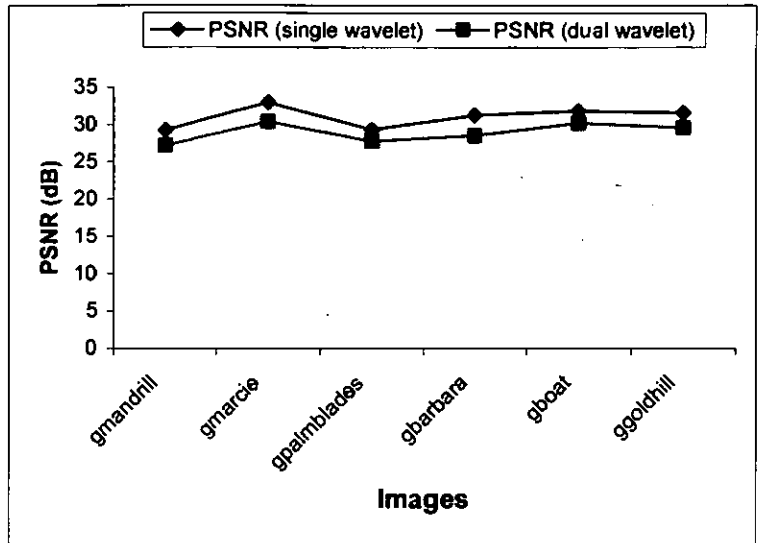 PSNR (single wavelet) PSNR (dual wavelet)
35
30
25
20
15
10
5
0
PSNR (dB)
gmandrill
gmarcie
gpalmblades
gbarbara
gboat
ggoldhill
Images